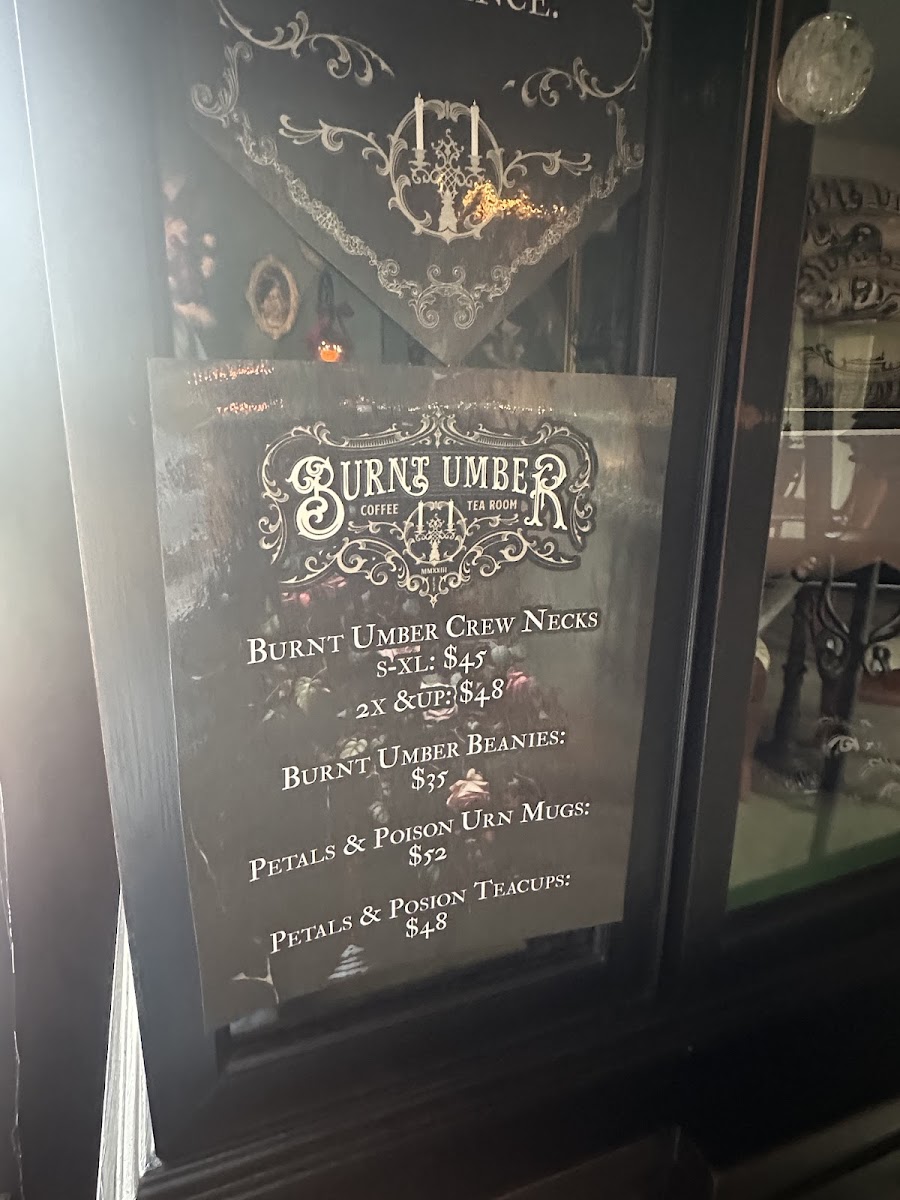 BURNT UMBER
COFFEE TEA ROOM
MMXXIII
BURNT UMBER CREW NECKS
S-XL: $45
2X &UP: $48
BURNT UMBER BEANIES:
$35
PETALS & POISON URN MUGS:
$52
PETALS & POSION TEACUPS:
$48